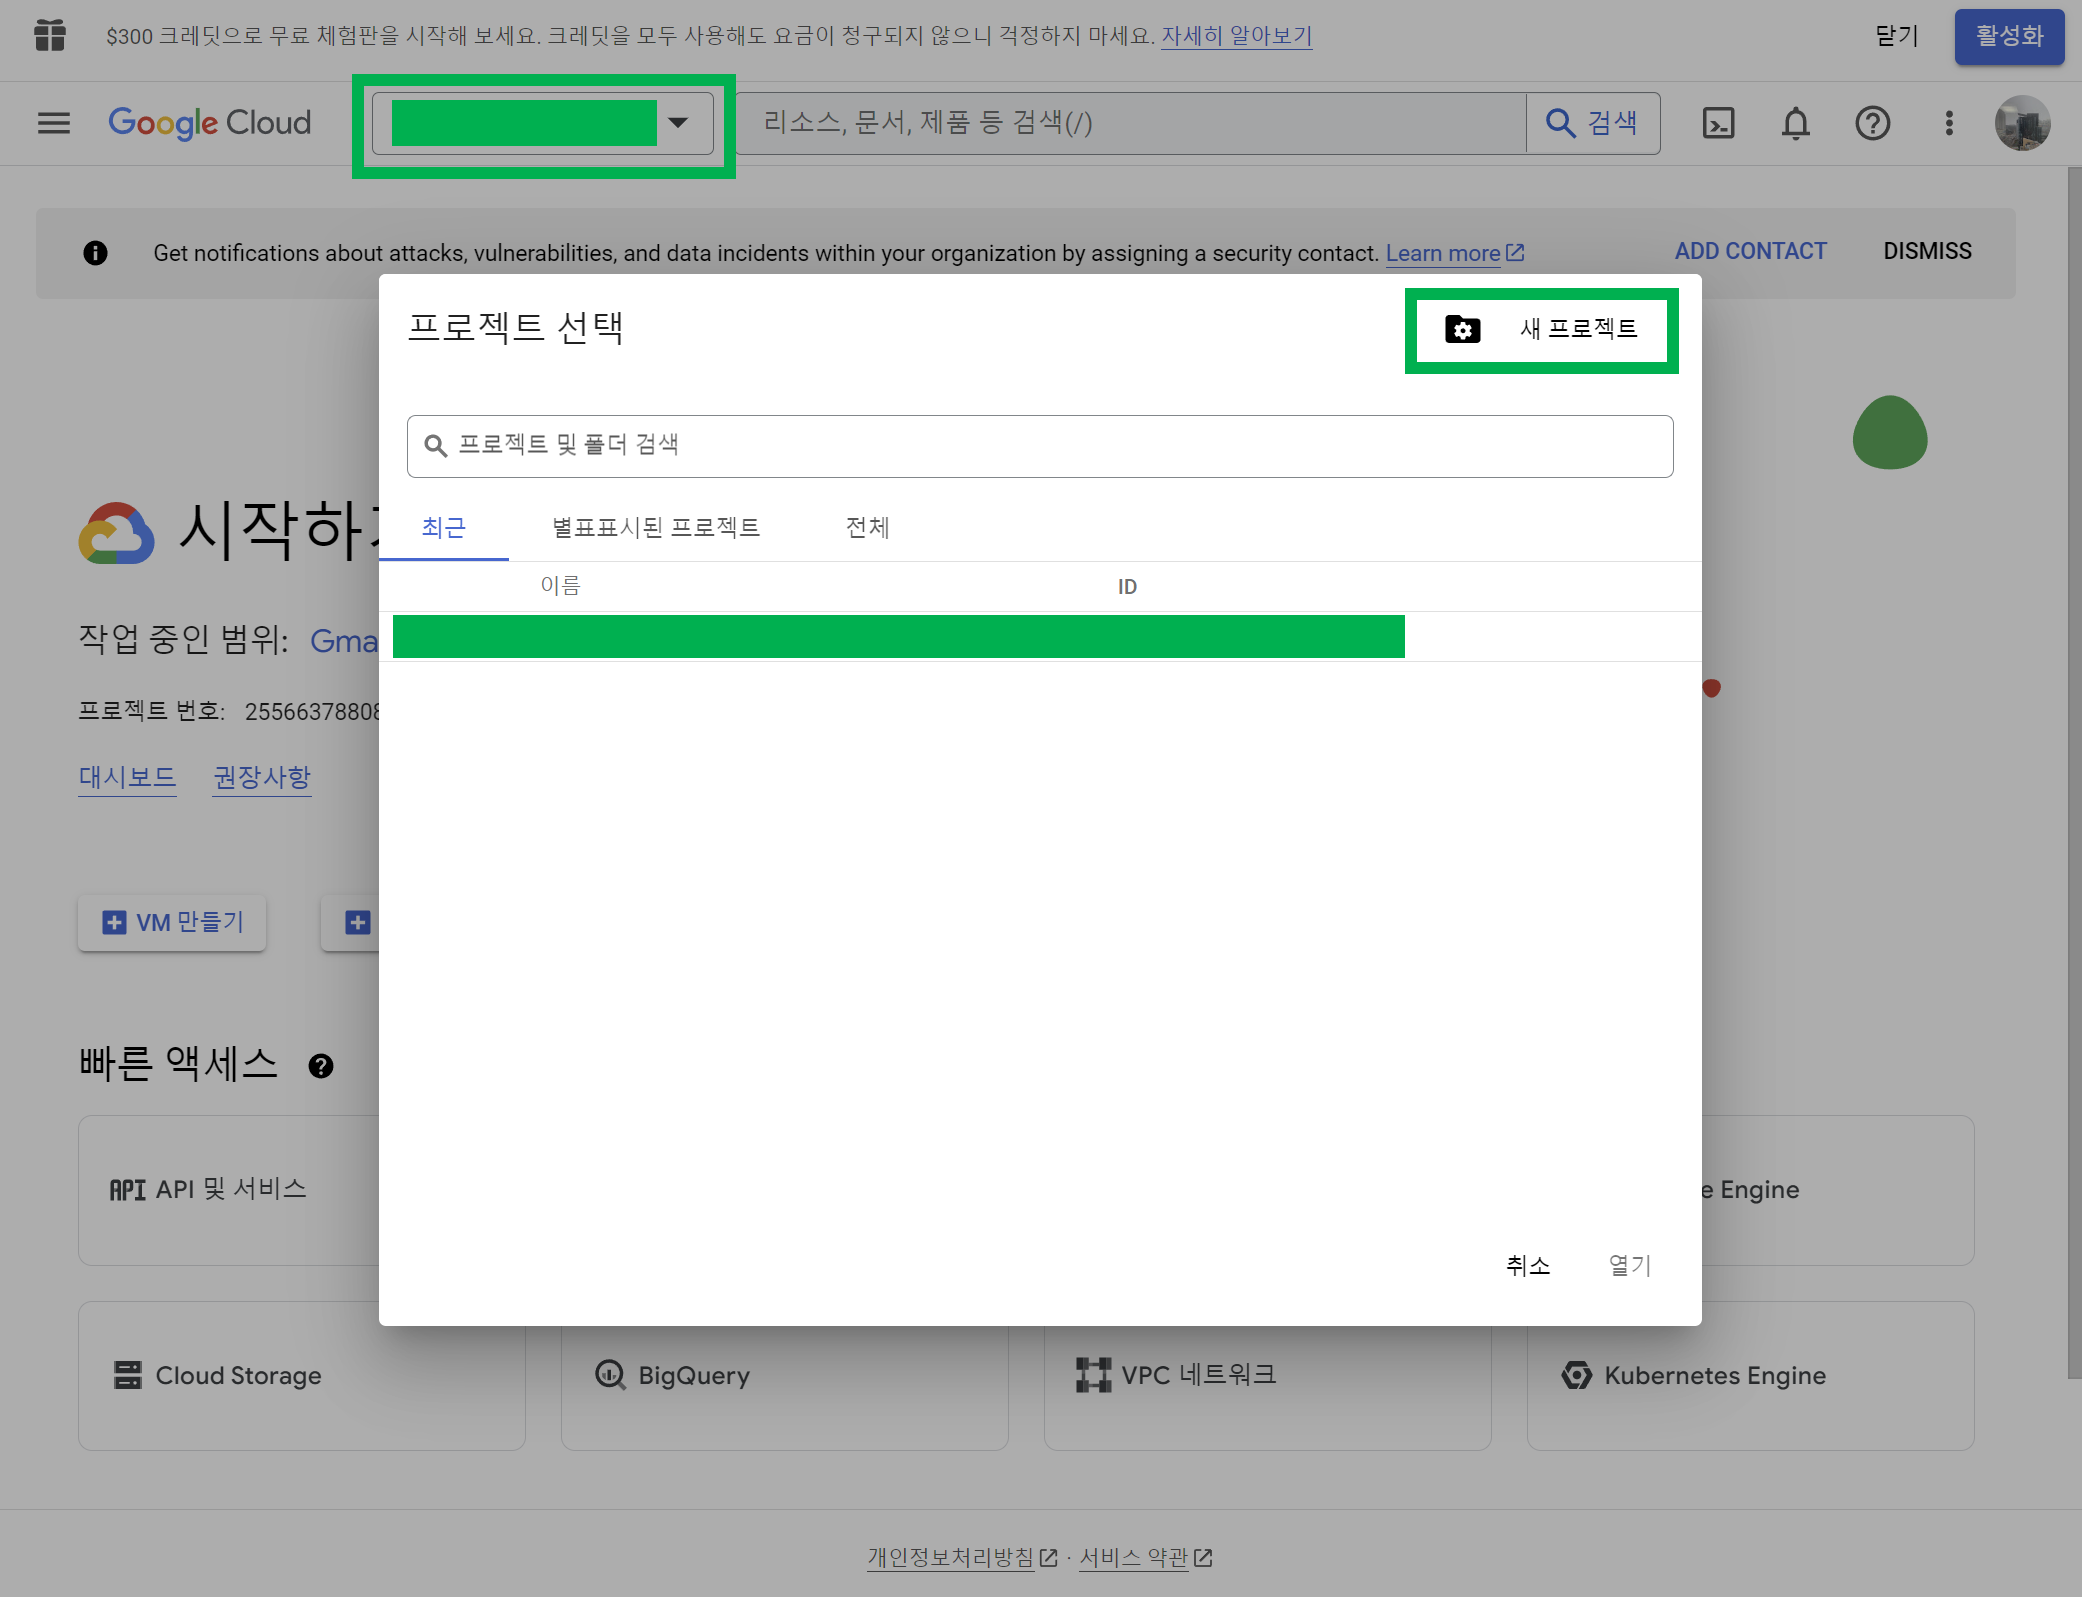 $300 크레딧으로 무료 체험판을 시작해 보세요. 크레딧을 모두 사용해도 요금이 청구되지 않으니 걱정하지 마세요. 자세히 알아보기
닫기
활성화
Google Cloud
리소스, 문서, 제품 등 검색(/)
검색
Get notifications about attacks, vulnerabilities, and data incidents within your organization by assigning a security contact. Learn more
ADD CONTACT
DISMISS
프로젝트 선택
새 프로젝트
프로젝트 및 폴더 검색
최근
별표표시된 프로젝트
전체
이름
ID
시작하
작업 중인 범위: Gma
프로젝트 번호: 25566378808
대시보드
권장사항
VM 만들기
빠른 액세스
API API 및 서비스
e Engine
취소
열기
Cloud Storage
BigQuery
VPC 네트워크
Kubernetes Engine
개인정보처리방침 · 서비스 약관